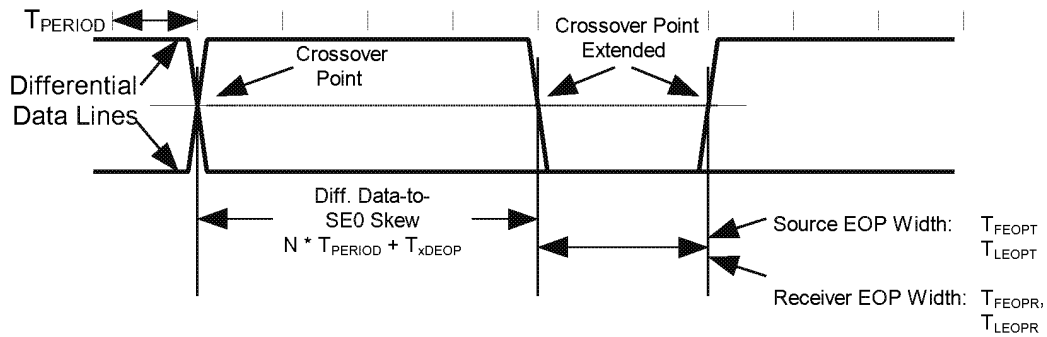 TPERIOD
Crossover
Point
Crossover Point
Extended
Differential
Data Lines
Diff. Data-to-
SE0 Skew
N * TPERIOD + TxDEOP
Source EOP Width: TFEOPT
TLEOPT
Receiver EOP Width: TFEOPR,
TLEOPR